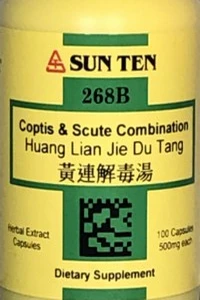 SUN TEN
268B
Coptis & Scute Combination
Huang Lian Jie Du Tang
黃連解毒湯
Herbal Extract
Capsules
100 Capsules
500mg each
Dietary Supplement